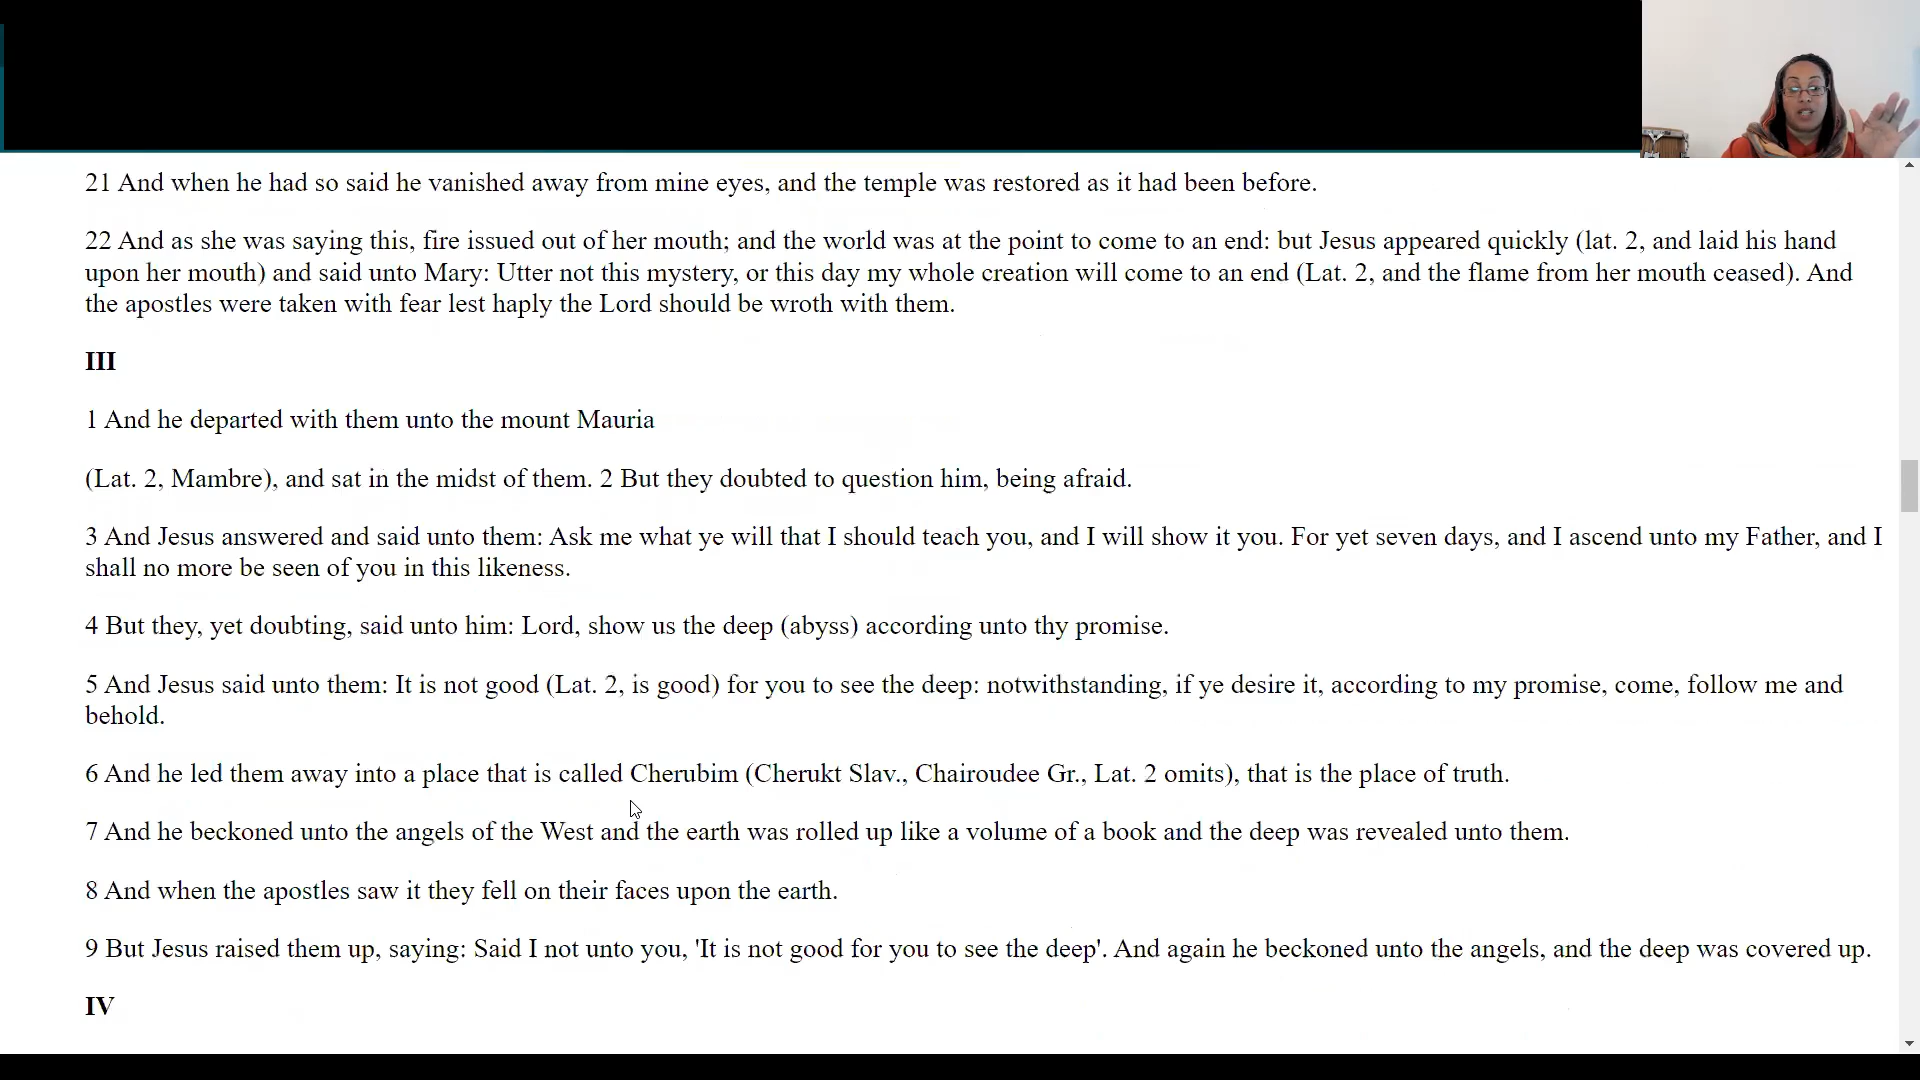 21 And when he had so said he vanished away from mine eyes, and the temple was restored as it had been before.
22 And as she was saying this, fire issued out of her mouth; and the world was at the point to come to an end: but Jesus appeared quickly (lat. 2, and laid his hand
upon her mouth) and said unto Mary: Utter not this mystery, or this day my whole creation will come to an end (Lat. 2, and the flame from her mouth ceased). And
the apostles were taken with fear lest haply the Lord should be wroth with them.
III
1 And he departed with them unto the mount Mauria
(Lat. 2, Mambre), and sat in the midst of them. 2 But they doubted to question him, being afraid.
3 And Jesus answered and said unto them: Ask me what ye will that I should teach you, and I will show it you. For yet seven days, and I ascend unto my Father, and I
shall no more be seen of you in this likeness.
4 But they, yet doubting, said unto him: Lord, show us the deep (abyss) according unto thy promise.
5 And Jesus said unto them: It is not good (Lat. 2, is good) for you to see the deep: notwithstanding, if ye desire it, according to my promise, come, follow me and
behold.
6 And he led them away into a place that is called Cherubim (Cherukt Slav., Chairoudee Gr., Lat. 2 omits), that is the place of truth.
7 And he beckoned unto the angels of the West and the earth was rolled up like a volume of a book and the deep was revealed unto them.
8 And when the apostles saw it they fell on their faces upon the earth.
9 But Jesus raised them up, saying: Said I not unto you, 'It is not good for you to see the deep'. And again he beckoned unto the angels, and the deep was covered up.
IV